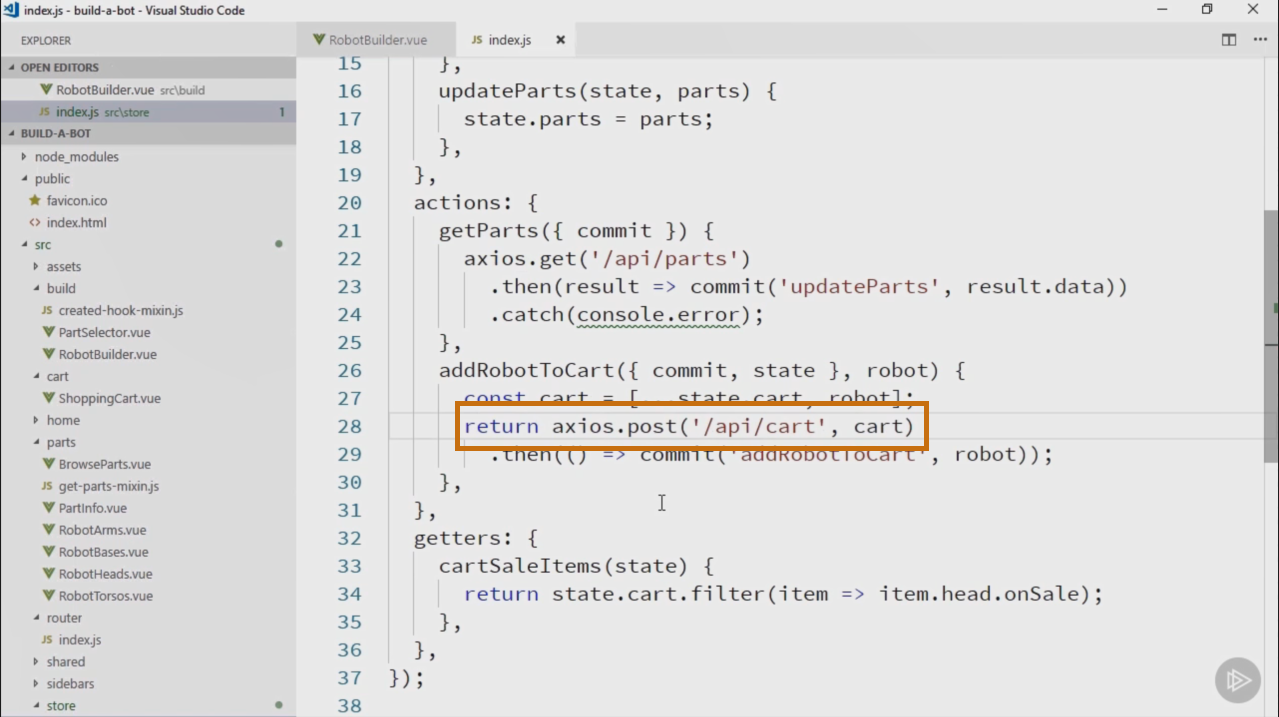 index.js - build-a-bot - Visual Studio Code
EXPLORER
RobotBuilder.vue
JS index.js
OPEN EDITORS
RobotBuilder.vue src\build
JS index.js src\store 1
BUILD-A-BOT
node_modules
public
favicon.ico
<> index.html
src
assets
build
JS created-hook-mixin.js
PartSelector.vue
RobotBuilder.vue
cart
ShoppingCart.vue
home
parts
BrowseParts.vue
JS get-parts-mixin.js
PartInfo.vue
RobotArms.vue
RobotBases.vue
RobotHeads.vue
RobotTorsos.vue
router
JS index.js
shared
sidebars
store
15 },
16 updateParts(state, parts) {
17 state.parts = parts;
18 },
19 },
20 actions: {
21 getParts({ commit }) {
22 axios.get('/api/parts')
23 .then(result => commit('updateParts', result.data))
24 .catch(console.error);
25 },
26 addRobotToCart({ commit, state }, robot) {
27 const cart = [...state.cart, robot];
28 return axios.post('/api/cart', cart)
29 .then(() => commit('addRobotToCart', robot));
30 },
31 },
32 getters: {
33 cartSaleItems(state) {
34 return state.cart.filter(item => item.head.onSale);
35 },
36 },
37 });
38